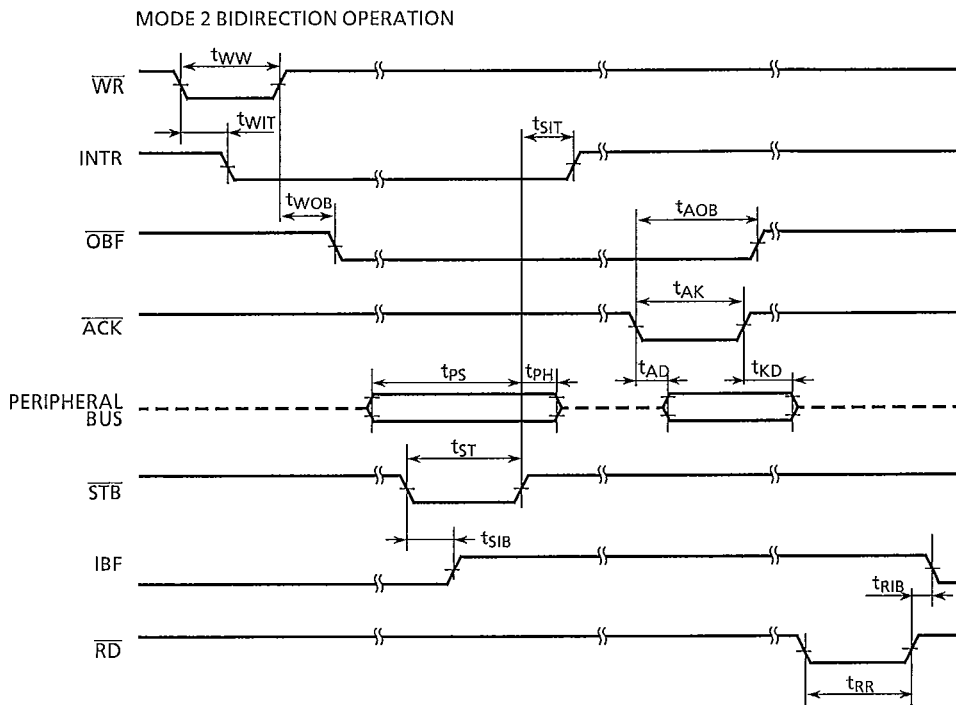 MODE 2 BIDIRECTION OPERATION
tWW
WR
tWIT
tSIT
INTR
tWOB
tAOB
OBF
tAK
ACK
tPS
tPH
tAD
tKD
PERIPHERAL
BUS
tST
STB
tSIB
IBF
tRIB
RD
tRR